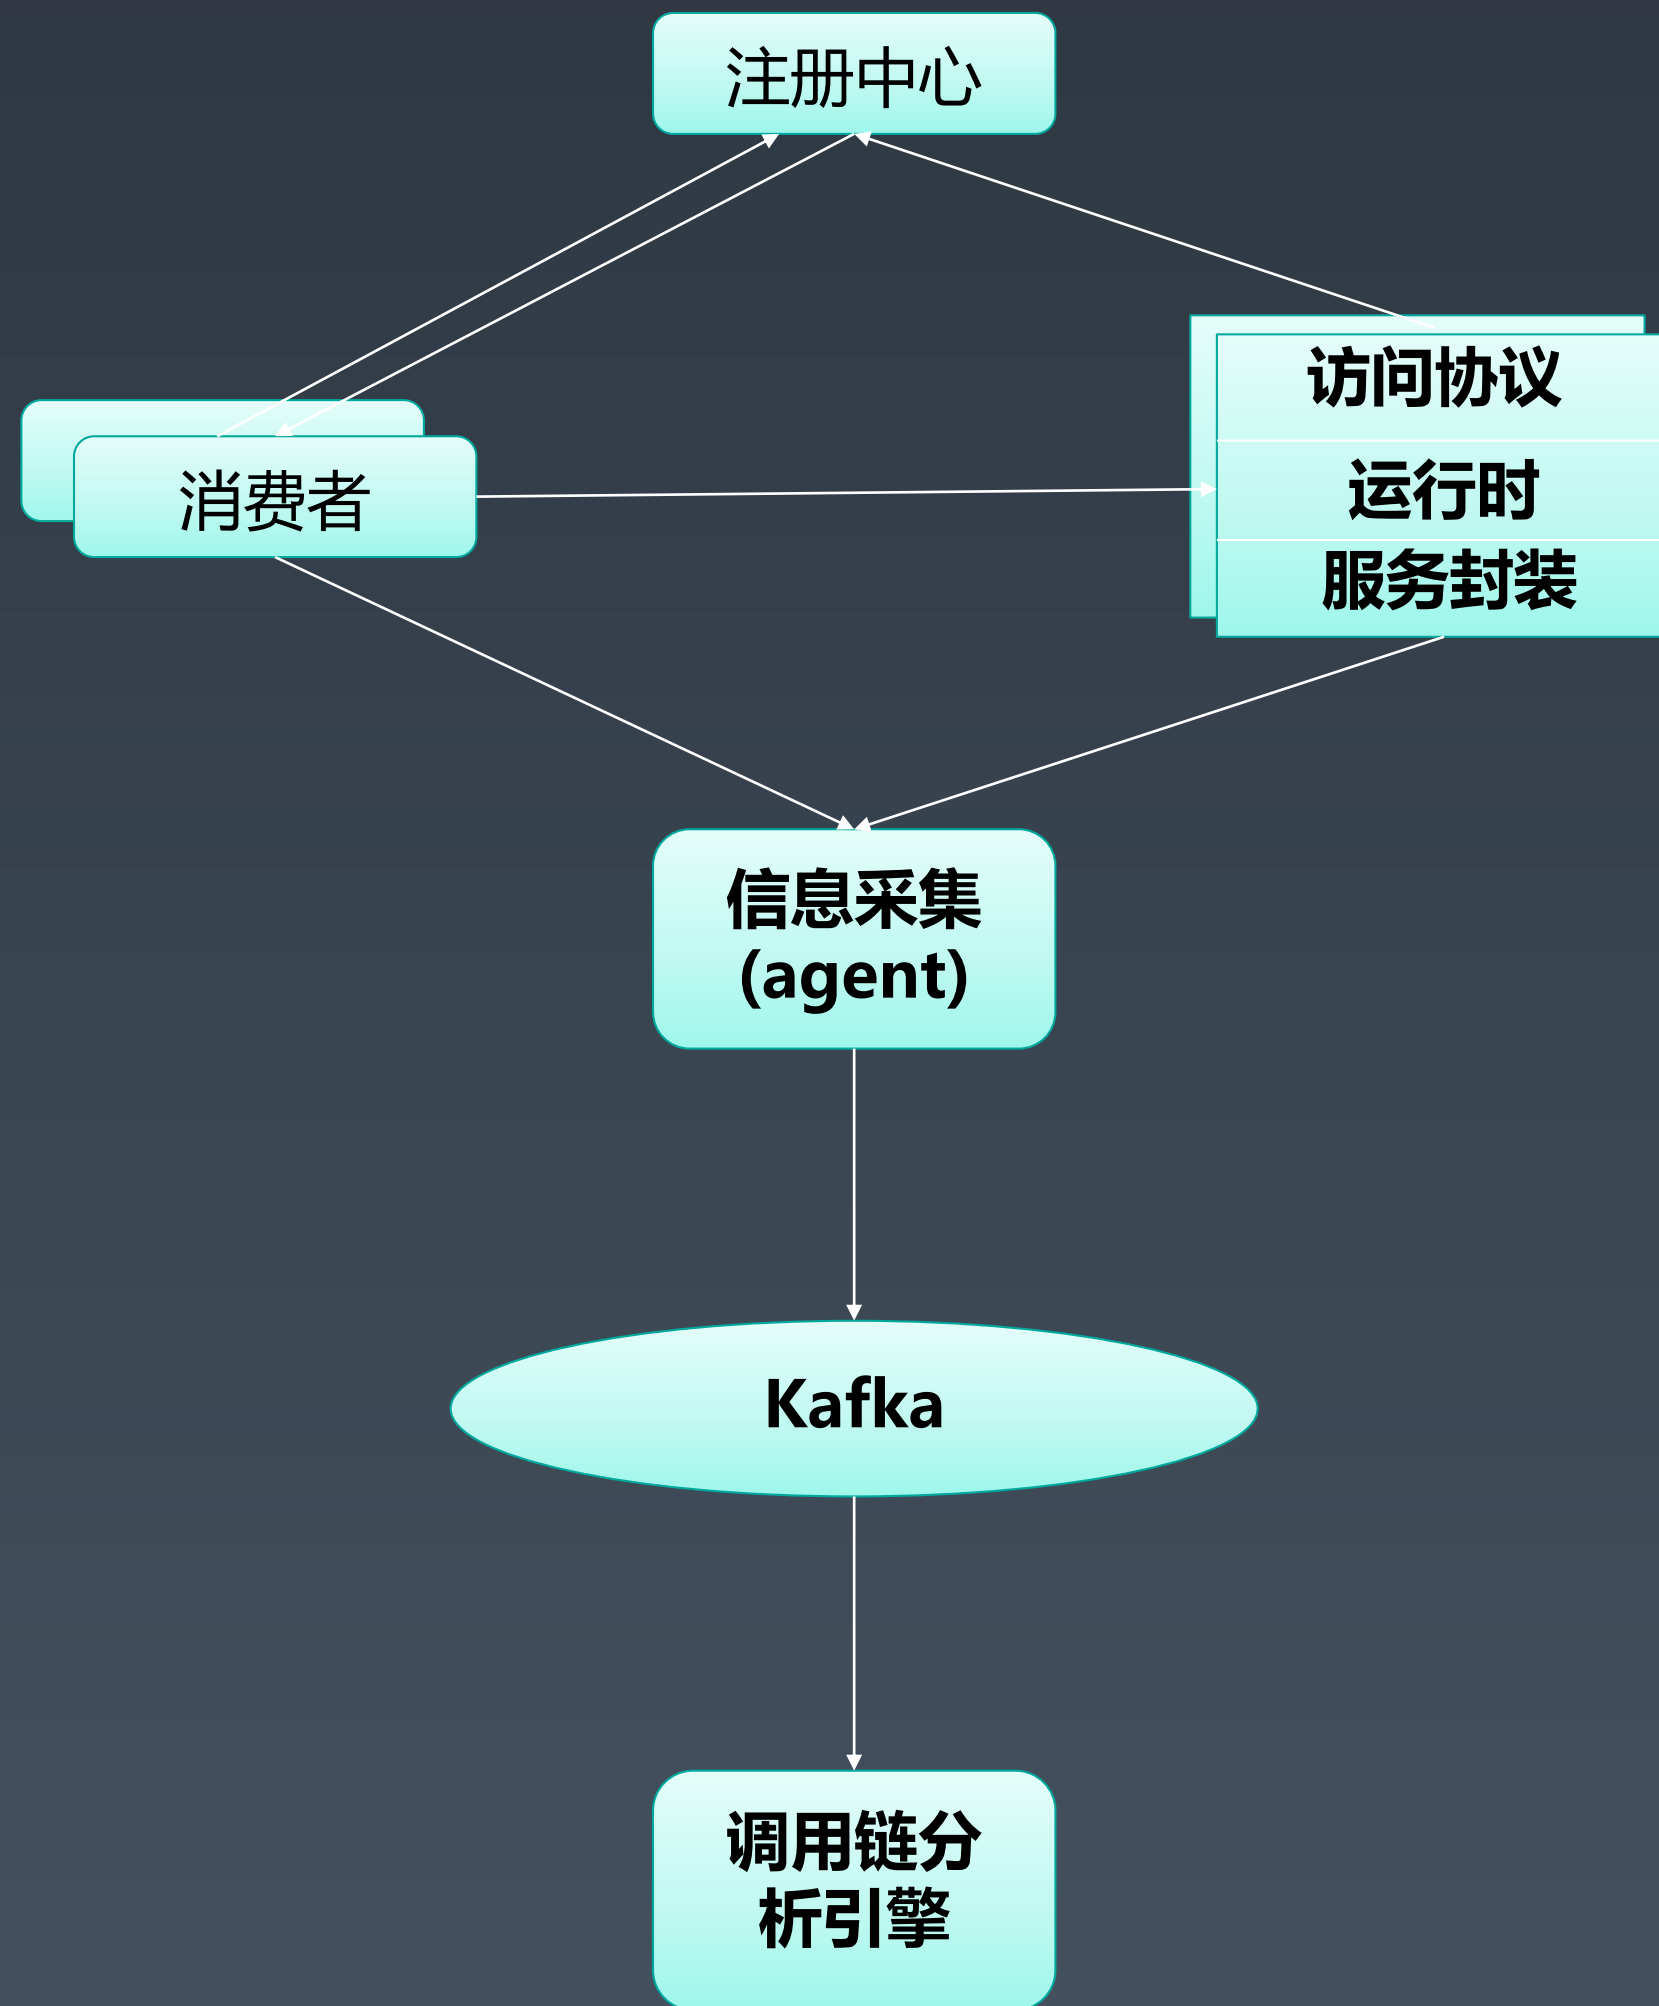 注册中心
访问协议
消费者
运行时
服务封装
信息采集
(agent)
Kafka
调用链分
析引擎